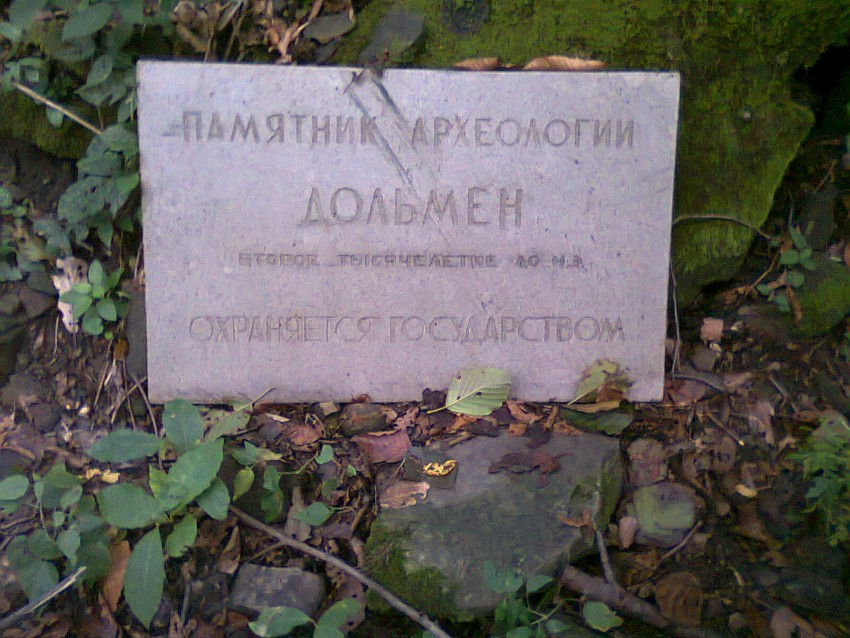 ПАМЯТНИК АРХЕОЛОГИИ
ДОЛЬМЕН
ВТОРОЕ ТЫСЯЧЕЛЕТИЕ ДО Н.Э.
ОХРАНЯЕТСЯ ГОСУДАРСТВОМ